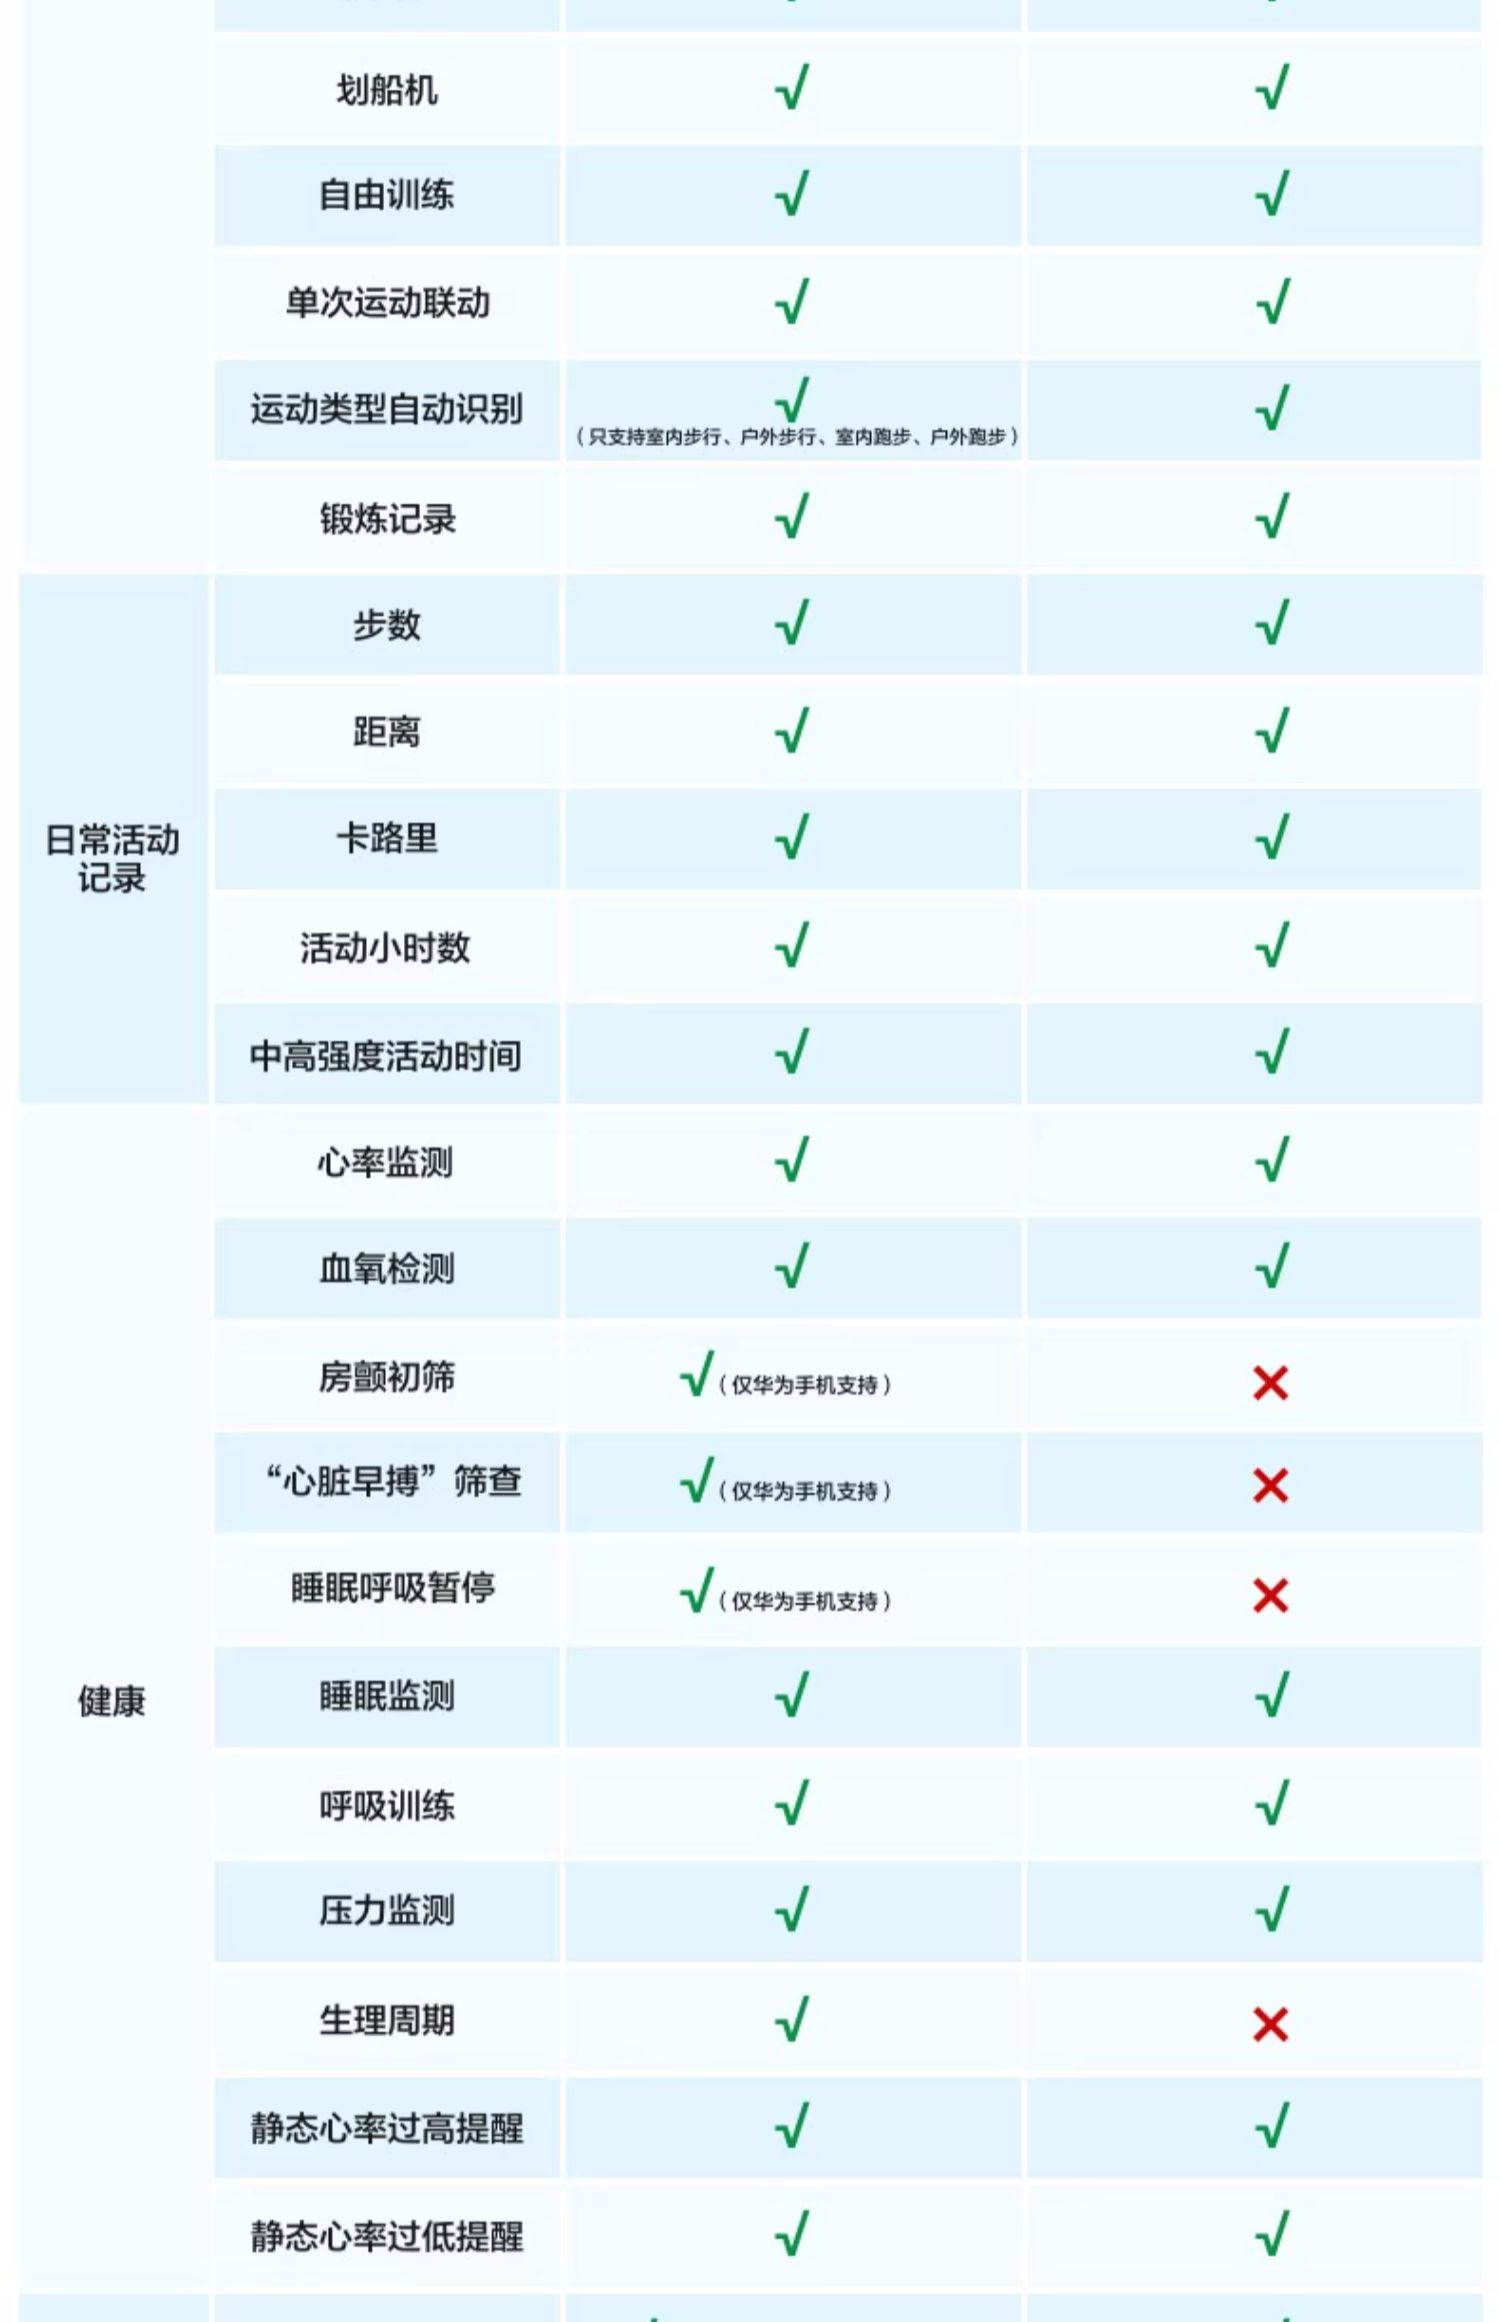 划船机 √ √
自由训练 √ √
单次运动联动 √ √
运动类型自动识别 √ √
（只支持室内步行、户外步行、室内跑步、户外跑步）
锻炼记录 √ √
日常活动
记录
步数 √ √
距离 √ √
卡路里 √ √
活动小时数 √ √
中高强度活动时间 √ √
健康
心率监测 √ √
血氧检测 √ √
房颤初筛 √（仅华为手机支持） ×
“心脏早搏”筛查 √（仅华为手机支持） ×
睡眠呼吸暂停 √（仅华为手机支持） ×
睡眠监测 √ √
呼吸训练 √ √
压力监测 √ √
生理周期 √ ×
静态心率过高提醒 √ √
静态心率过低提醒 √ √